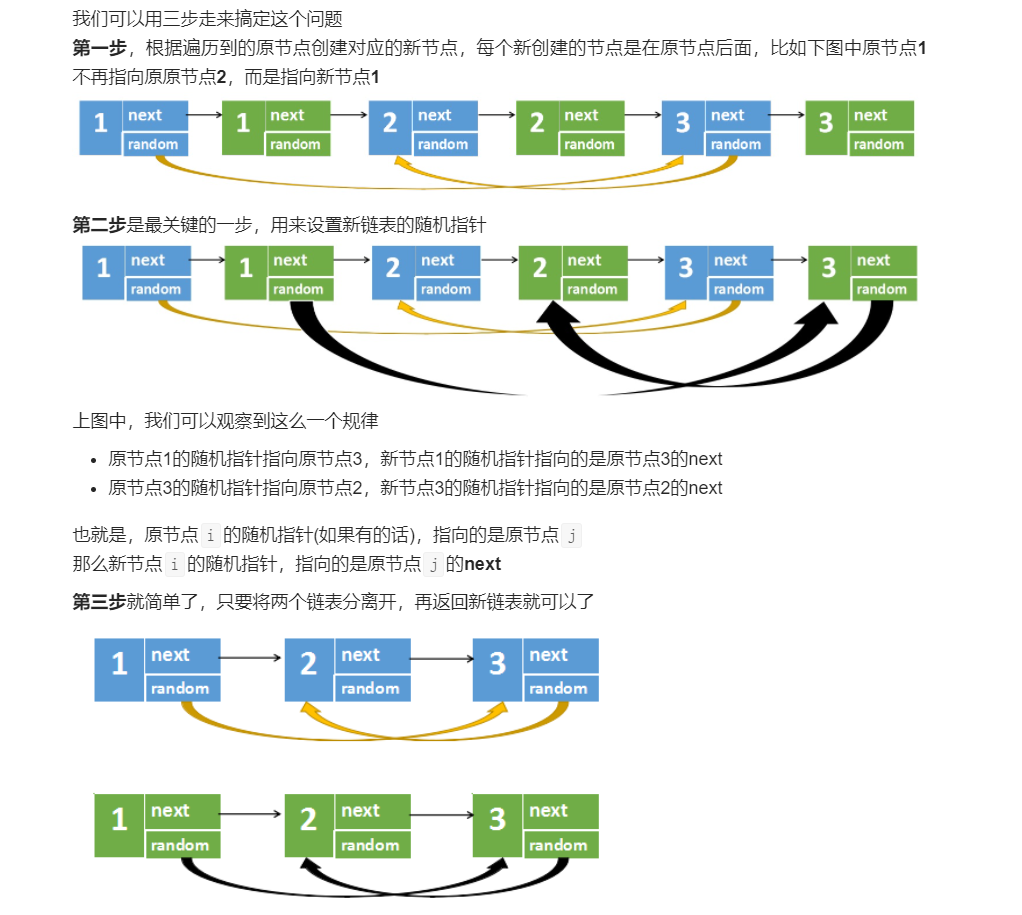 我们可以用三步走来搞定这个问题
第一步，根据遍历到的原节点创建对应的新节点，每个新创建的节点是在原节点后面，比如下图中原节点1
不再指向原原节点2，而是指向新节点1
1 next 1 next 2 next 2 next 3 next 3 next
random random random random random random
第二步是最关键的一步，用来设置新链表的随机指针
1 next 1 next 2 next 2 next 3 next 3 next
random random random random random random
上图中，我们可以观察到这么一个规律
• 原节点1的随机指针指向原节点3，新节点1的随机指针指向的是原节点3的next
• 原节点3的随机指针指向原节点2，新节点3的随机指针指向的是原节点2的next
也就是，原节点 i 的随机指针(如果有的话)，指向的是原节点 j
那么新节点 i 的随机指针，指向的是原节点 j 的next
第三步就简单了，只要将两个链表分离开，再返回新链表就可以了
1 next 2 next 3 next
random random random
1 next 2 next 3 next
random random random